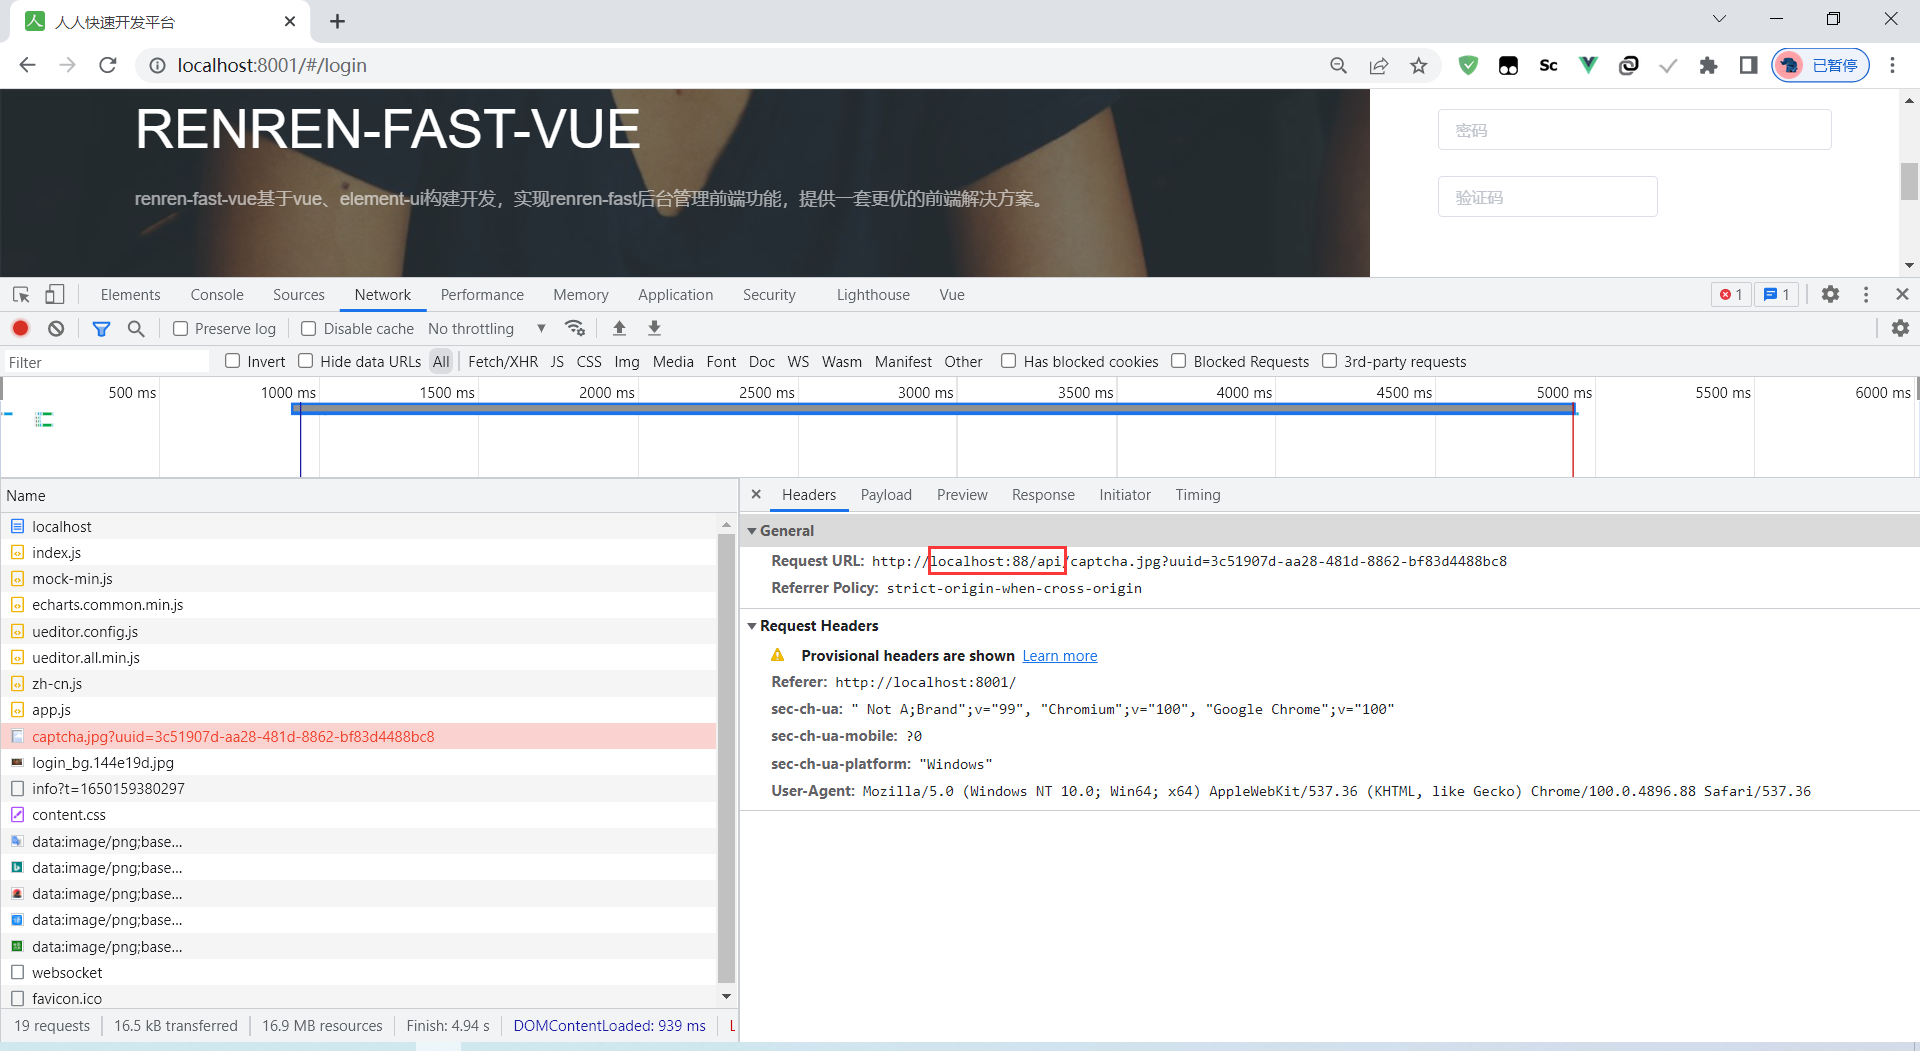 人人快速开发平台
localhost:8001/#/login
Sc
已暂停
RENREN-FAST-VUE
renren-fast-vue基于vue、element-ui构建开发，实现renren-fast后台管理前端功能，提供一套更优的前端解决方案。
密码
验证码
Elements Console Sources Network Performance Memory Application Security Lighthouse Vue 1 1
Preserve log Disable cache No throttling
Filter Invert Hide data URLs All Fetch/XHR JS CSS Img Media Font Doc WS Wasm Manifest Other Has blocked cookies Blocked Requests 3rd-party requests
500 ms 1000 ms 1500 ms 2000 ms 2500 ms 3000 ms 3500 ms 4000 ms 4500 ms 5000 ms 5500 ms 6000 ms
Name
localhost
index.js
mock-min.js
echarts.common.min.js
ueditor.config.js
ueditor.all.min.js
zh-cn.js
app.js
captcha.jpg?uuid=3c51907d-aa28-481d-8862-bf83d4488bc8
login_bg.144e19d.jpg
info?t=1650159380297
content.css
data:image/png;base...
data:image/png;base...
data:image/png;base...
data:image/png;base...
data:image/png;base...
websocket
favicon.ico
19 requests 16.5 kB transferred 16.9 MB resources Finish: 4.94 s DOMContentLoaded: 939 ms L
Headers Payload Preview Response Initiator Timing
General
Request URL: http://localhost:88/api/captcha.jpg?uuid=3c51907d-aa28-481d-8862-bf83d4488bc8
Referrer Policy: strict-origin-when-cross-origin
Request Headers
Provisional headers are shown Learn more
Referer: http://localhost:8001/
sec-ch-ua: " Not A;Brand";v="99", "Chromium";v="100", "Google Chrome";v="100"
sec-ch-ua-mobile: ?0
sec-ch-ua-platform: "Windows"
User-Agent: Mozilla/5.0 (Windows NT 10.0; Win64; x64) AppleWebKit/537.36 (KHTML, like Gecko) Chrome/100.0.4896.88 Safari/537.36